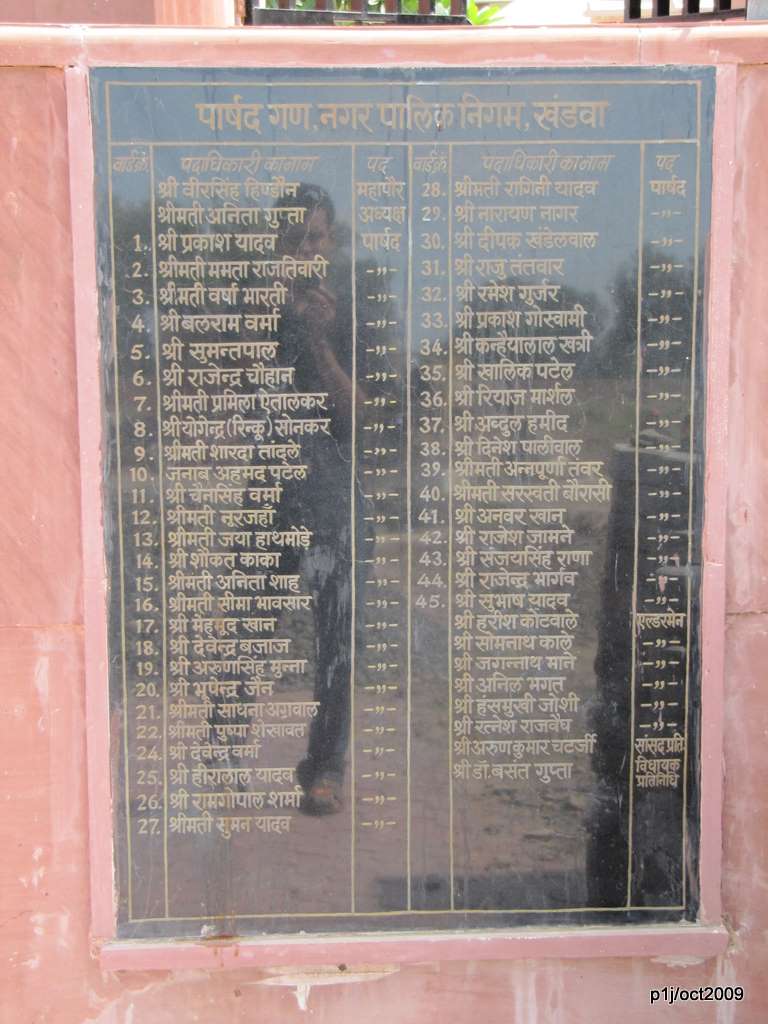 पार्षद गण, नगर पालिक निगम, खंडवा
वार्ड क्रं. पदाधिकारी का नाम पद
श्री वीरसिंह हिण्डौन महापौर
श्रीमती अनिता गुप्ता अध्यक्ष
1. श्री प्रकाश यादव पार्षद
2. श्रीमती ममता राजतिवारी -,,-
3. श्रीमती वर्षा भारती -,,-
4. श्री बलराम वर्मा -,,-
5. श्री सुमन्तपाल -,,-
6. श्री राजेन्द्र चौहान -,,-
7. श्रीमती प्रमिला ऐतालकर -,,-
8. श्री योगेन्द्र (रिन्कू) सोनकर -,,-
9. श्रीमती शारदा तांदले -,,-
10. जनाब अहमद पटेल -,,-
11. श्री चैनसिंह वर्मा -,,-
12. श्रीमती नूरजहाँ -,,-
13. श्रीमती जया हाथमोड़े -,,-
14. श्री शौकत काका -,,-
15. श्रीमती अनिता शाह -,,-
16. श्रीमती सीमा भावसार -,,-
17. श्री मेहमूद खान -,,-
18. श्री देवेन्द्र बजाज -,,-
19. श्री अरुणसिंह मुन्ना -,,-
20. श्री भूपेन्द्र जैन -,,-
21. श्रीमती साधना अग्रवाल -,,-
22. श्रीमती पुष्पा शेखावत -,,-
24. श्री देवेन्द्र वर्मा
25. श्री हीरालाल यादव -,,-
26. श्री रामगोपाल शर्मा -,,-
27. श्रीमती सुमन यादव -,,-
वार्ड क्रं. पदाधिकारी का नाम पद
28. श्रीमती रागिनी यादव पार्षद
29. श्री नारायण नागर -,,-
30. श्री दीपक खंडेलवाल -,,-
31. श्री राजु तंतवार -,,-
32. श्री रमेश गुर्जर -,,-
33. श्री प्रकाश गोस्वामी -,,-
34. श्री कन्हैयालाल खत्री -,,-
35. श्री खालिक पटेल -,,-
36. श्री रियाज मार्शल -,,-
37. श्री अब्दुल हमीद -,,-
38. श्री दिनेश पालीवाल -,,-
39. श्रीमती अन्नपूर्णा तंवर -,,-
40. श्रीमती सरस्वती बौरासी -,,-
41. श्री अनवर खान -,,-
42. श्री राजेश जामने -,,-
43. श्री संजयसिंह राणा -,,-
44. श्री राजेन्द्र भार्गव -,,-
45. श्री सुभाष यादव -,,-
श्री हरीश कोटवाले एल्डरमेन
श्री सोमनाथ काले -,,-
श्री जगन्नाथ माने -,,-
श्री अनिल भगत -,,-
श्री हंसमुखी जोशी -,,-
श्री रत्नेश राजवैघ -,,-
श्री अरुणकुमार चटर्जी सांसद प्रति.
श्री डॉ. बसंत गुप्ता विधायक
प्रतिनिधि
p1j/oct2009